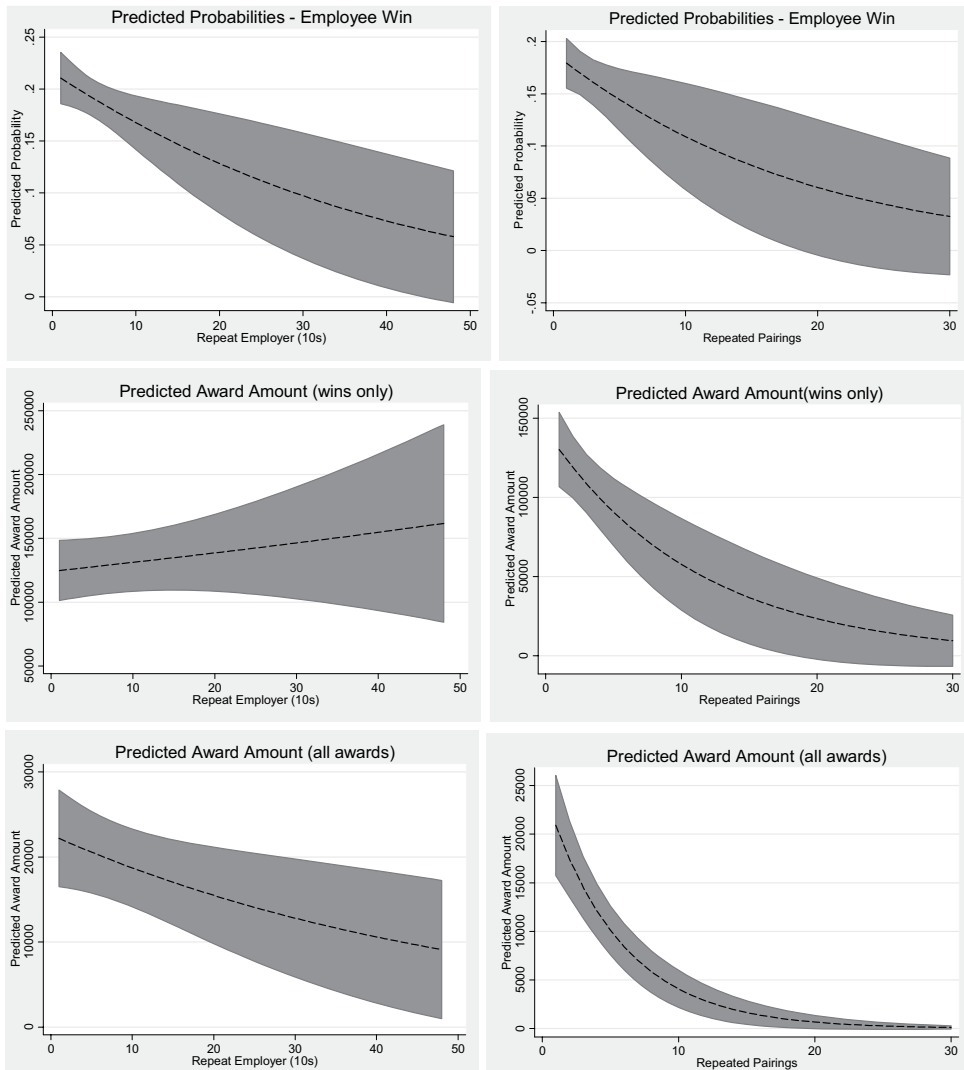 Predicted Probabilities - Employee Win
Predicted Probability
.25
.2
.15
.1
.05
0
0 10 20 30 40 50
Repeat Employer (10s)
Predicted Probabilities - Employee Win
Predicted Probability
.2
.15
.1
.05
0
-.05
0 10 20 30
Repeated Pairings
Predicted Award Amount (wins only)
Predicted Award Amount
250000
200000
150000
100000
50000
0 10 20 30 40 50
Repeat Employer (10s)
Predicted Award Amount(wins only)
Predicted Award Amount
150000
100000
50000
0
0 10 20 30
Repeated Pairings
Predicted Award Amount (all awards)
Predicted Award Amount
30000
20000
10000
0
0 10 20 30 40 50
Repeat Employer (10s)
Predicted Award Amount (all awards)
Predicted Award Amount
25000
20000
15000
10000
5000
0
0 10 20 30
Repeated Pairings